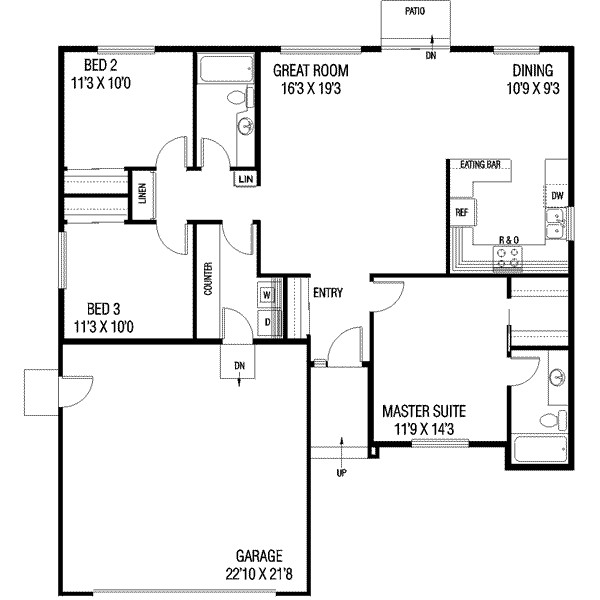 PATIO
DN
BED 2
11'3 X 10'0
GREAT ROOM
16'3 X 19'3
DINING
10'9 X 9'3
EATING BAR
LINEN
LIN
DW
REF
R & O
COUNTER
W
D
ENTRY
BED 3
11'3 X 10'0
DN
MASTER SUITE
11'9 X 14'3
UP
GARAGE
22'10 X 21'8